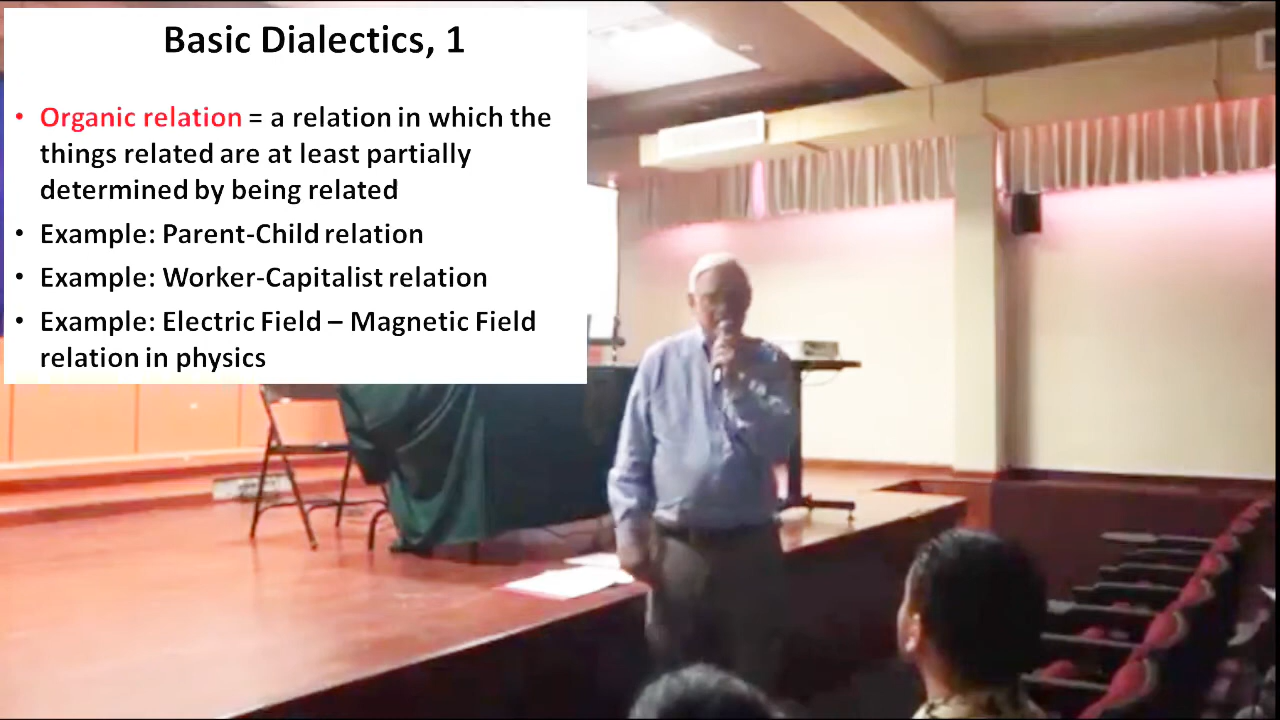 Basic Dialectics, 1
• Organic relation = a relation in which the
things related are at least partially
determined by being related
• Example: Parent-Child relation
• Example: Worker-Capitalist relation
• Example: Electric Field – Magnetic Field
relation in physics